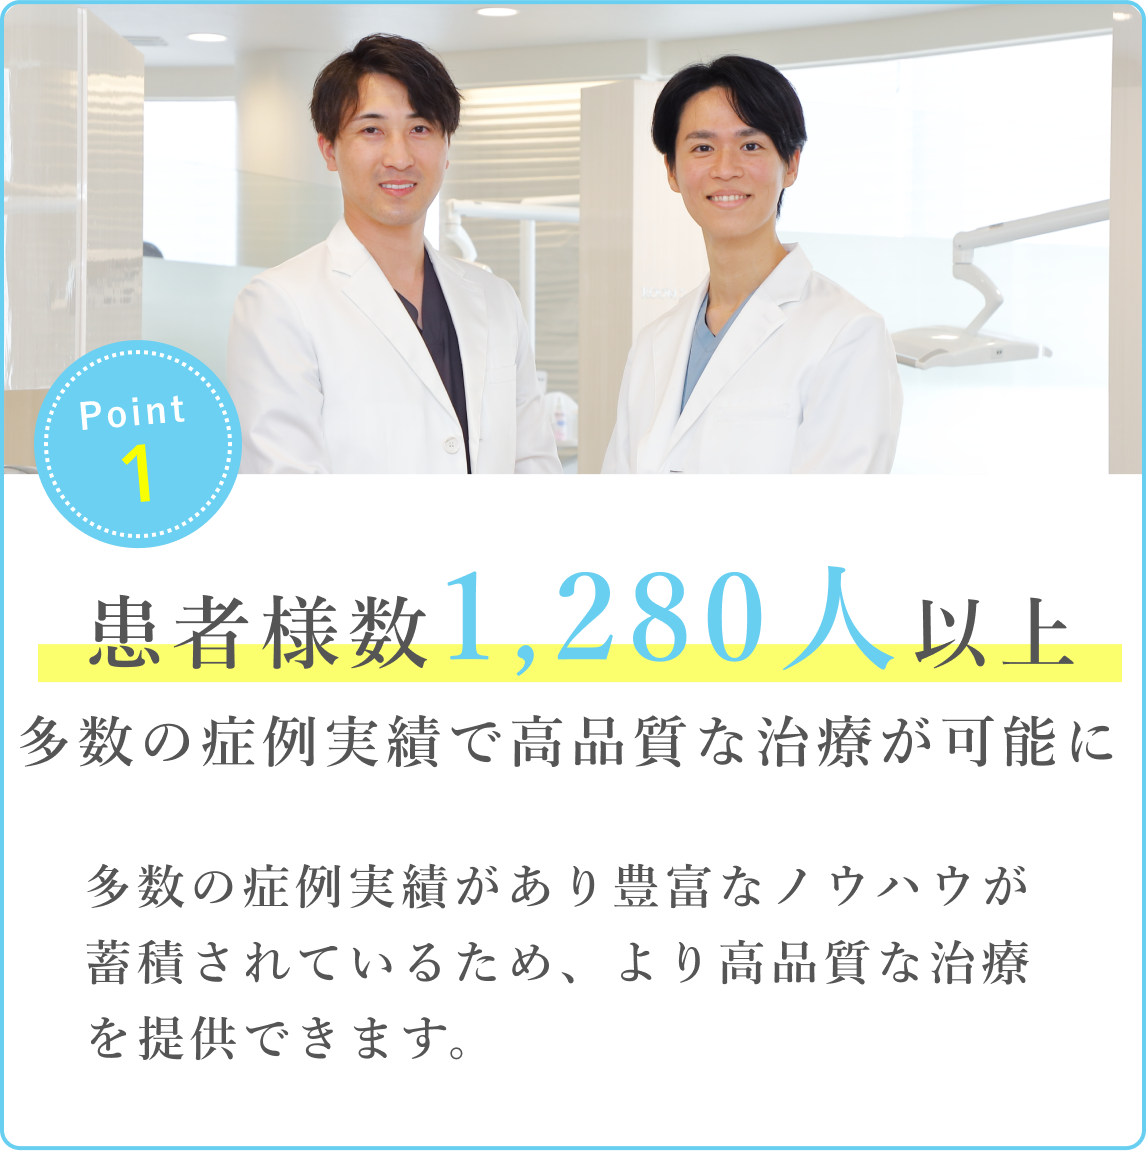 Point
1
患者様数1,280人以上
多数の症例実績で高品質な治療が可能に
多数の症例実績があり豊富なノウハウが
蓄積されているため、より高品質な治療
を提供できます。